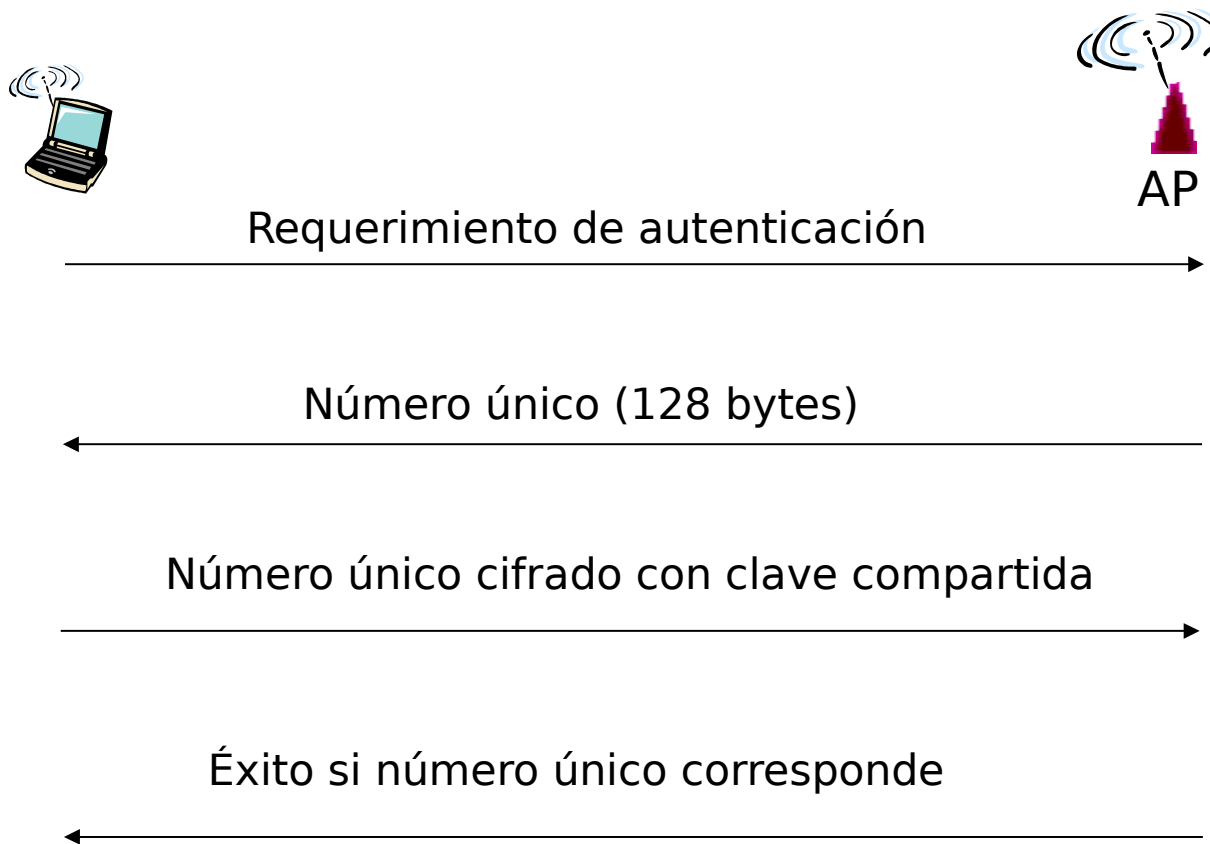 AP
Requerimiento de autenticación
Número único (128 bytes)
Número único cifrado con clave compartida
Éxito si número único corresponde